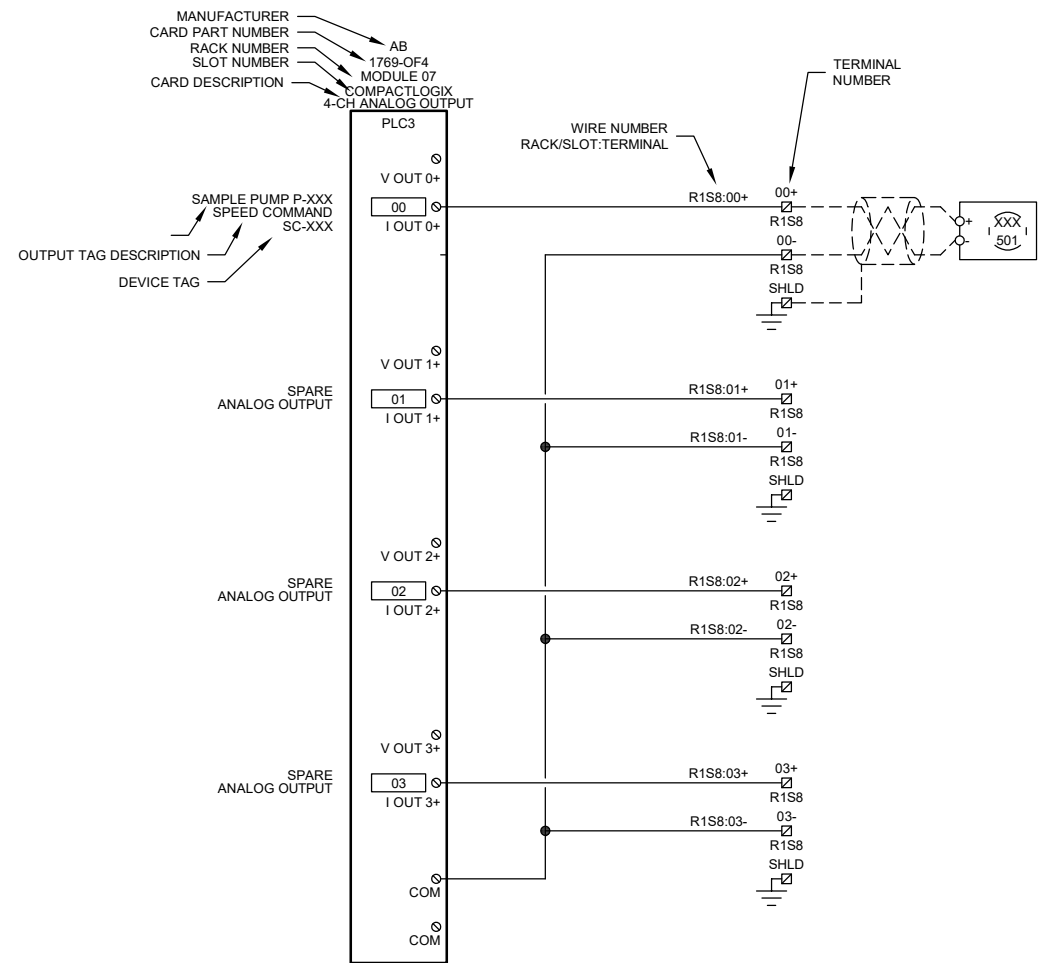 MANUFACTURER
CARD PART NUMBER
RACK NUMBER
SLOT NUMBER
CARD DESCRIPTION
AB
1769-OF4
MODULE 07
COMPACTLOGIX
4-CH ANALOG OUTPUT
PLC3
TERMINAL
NUMBER
WIRE NUMBER
RACK/SLOT:TERMINAL
V OUT 0+
SAMPLE PUMP P-XXX
SPEED COMMAND
SC-XXX
00
I OUT 0+
OUTPUT TAG DESCRIPTION
DEVICE TAG
R1S8:00+
00+
R1S8
00-
R1S8
SHLD
+
-
XXX
501
V OUT 1+
SPARE
ANALOG OUTPUT
01
I OUT 1+
R1S8:01+
01+
R1S8
R1S8:01-
01-
R1S8
SHLD
V OUT 2+
SPARE
ANALOG OUTPUT
02
I OUT 2+
R1S8:02+
02+
R1S8
R1S8:02-
02-
R1S8
SHLD
V OUT 3+
SPARE
ANALOG OUTPUT
03
I OUT 3+
R1S8:03+
03+
R1S8
R1S8:03-
03-
R1S8
SHLD
COM
COM